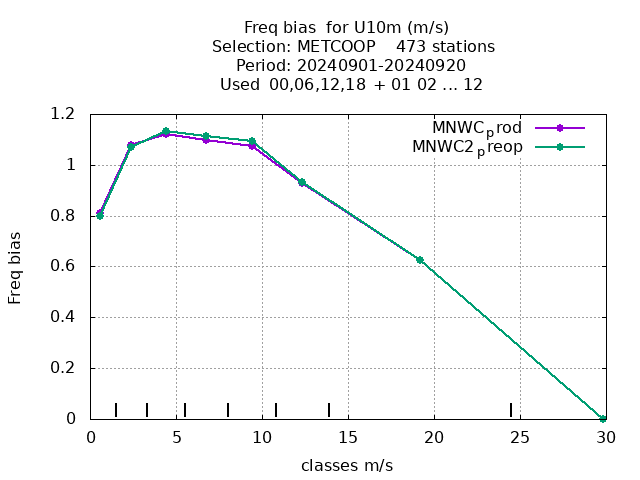 Freq bias  for U10m (m/s)
Selection: METCOOP    473 stations
Period: 20240901-20240920
Used  00,06,12,18 + 01 02 ... 12
MNWC_prod
MNWC2_preop
1.2
1
0.8
0.6
0.4
0.2
0
Freq bias
0 5 10 15 20 25 30
classes m/s